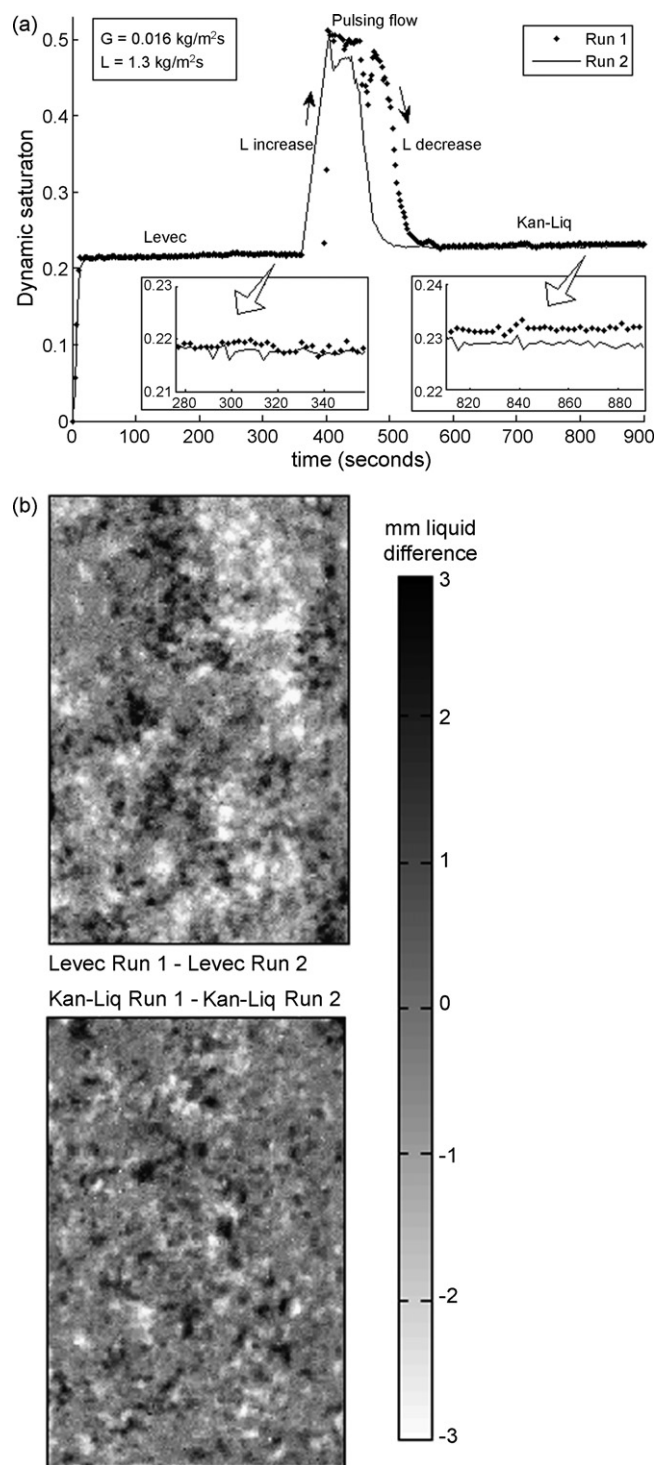 (a)
Pulsing flow
0.5
G = 0.016 kg/m²s
L = 1.3 kg/m²s
Run 1
Run 2
0.4
L increase
L decrease
Dynamic saturaton
0.3
Levec
Kan-Liq
0.2
0.23
0.22
0.21
280 300 320 340
0.24
0.23
0.22
820 840 860 880
0.1
0
0 100 200 300 400 500 600 700 800 900
time (seconds)
(b)
mm liquid
difference
3
2
1
0
-1
-2
-3
Levec Run 1 - Levec Run 2
Kan-Liq Run 1 - Kan-Liq Run 2